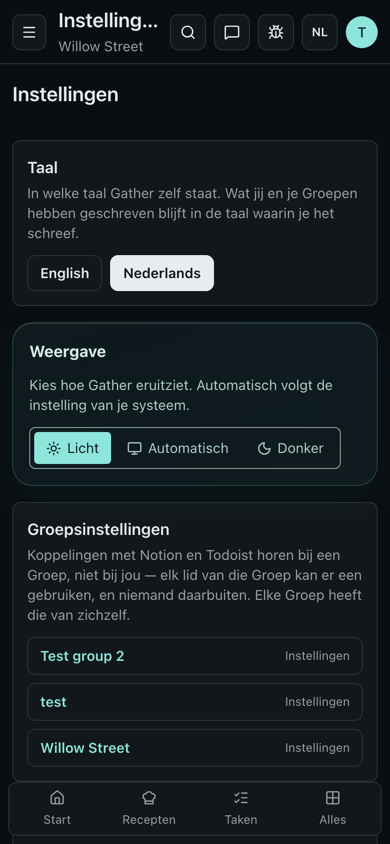 Instelling...
Willow Street
NL
T
Instellingen
Taal
In welke taal Gather zelf staat. Wat jij en je Groepen
hebben geschreven blijft in de taal waarin je het
schreef.
English
Nederlands
Weergave
Kies hoe Gather eruitziet. Automatisch volgt de
instelling van je systeem.
Licht
Automatisch
Donker
Groepsinstellingen
Koppelingen met Notion en Todoist horen bij een
Groep, niet bij jou — elk lid van die Groep kan er een
gebruiken, en niemand daarbuiten. Elke Groep heeft
die van zichzelf.
Test group 2 Instellingen
test Instellingen
Willow Street Instellingen
Start
Recepten
Taken
Alles